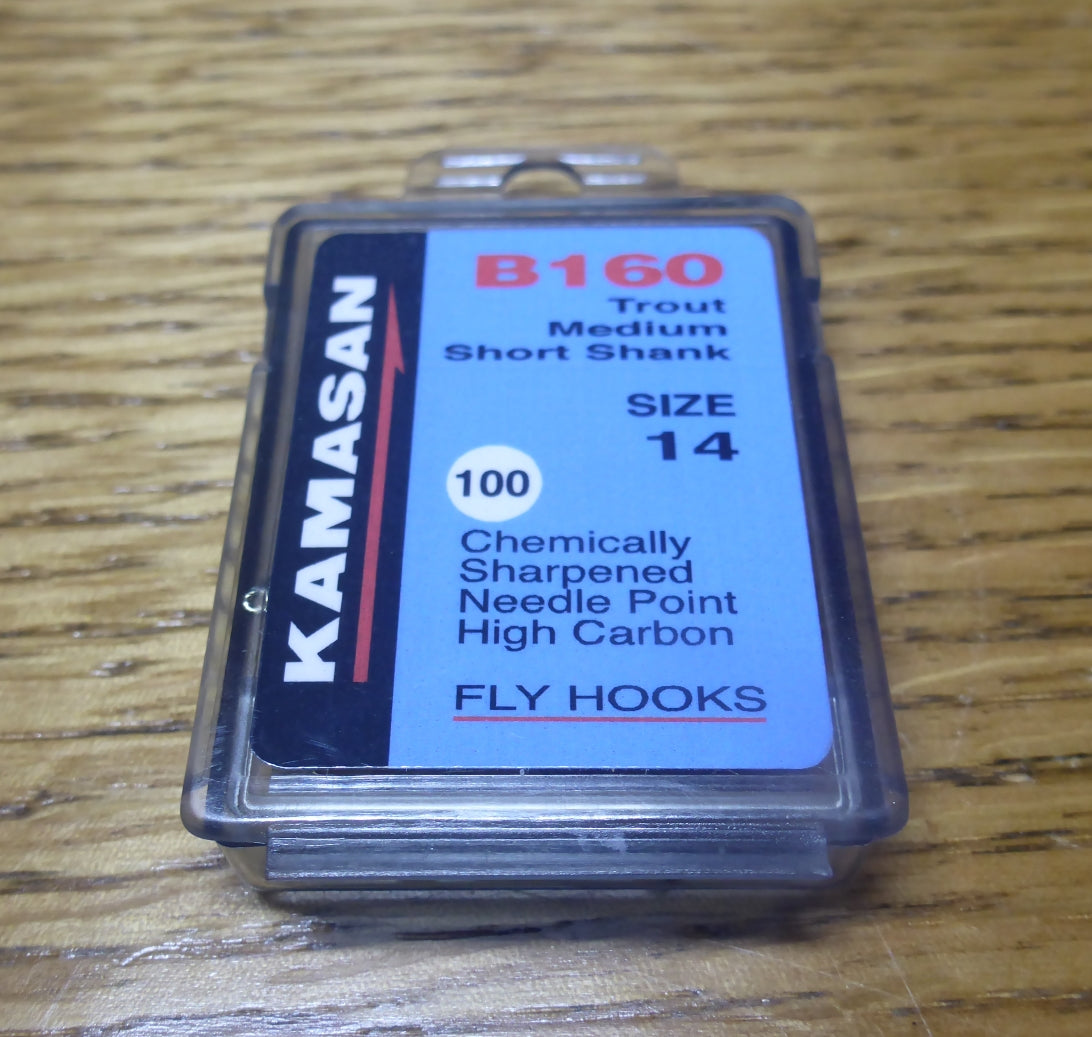 KAMASAN
B160
Trout
Medium
Short Shank
SIZE
14
100
Chemically
Sharpened
Needle Point
High Carbon
FLY HOOKS